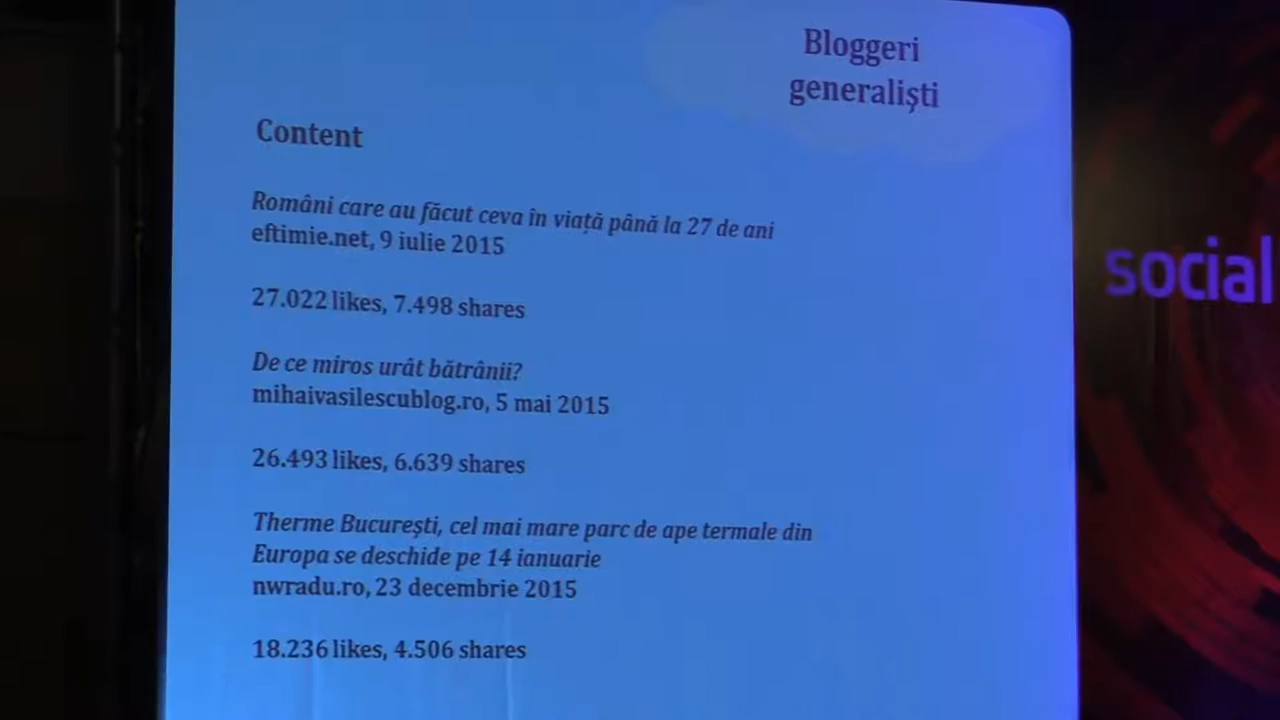 Bloggeri
generaliști
Content
Români care au făcut ceva în viață până la 27 de ani
eftimie.net, 9 iulie 2015
27.022 likes, 7.498 shares
De ce miros urât bătrânii?
mihaivasilescublog.ro, 5 mai 2015
26.493 likes, 6.639 shares
Therme București, cel mai mare parc de ape termale din
Europa se deschide pe 14 ianuarie
nwradu.ro, 23 decembrie 2015
18.236 likes, 4.506 shares
social